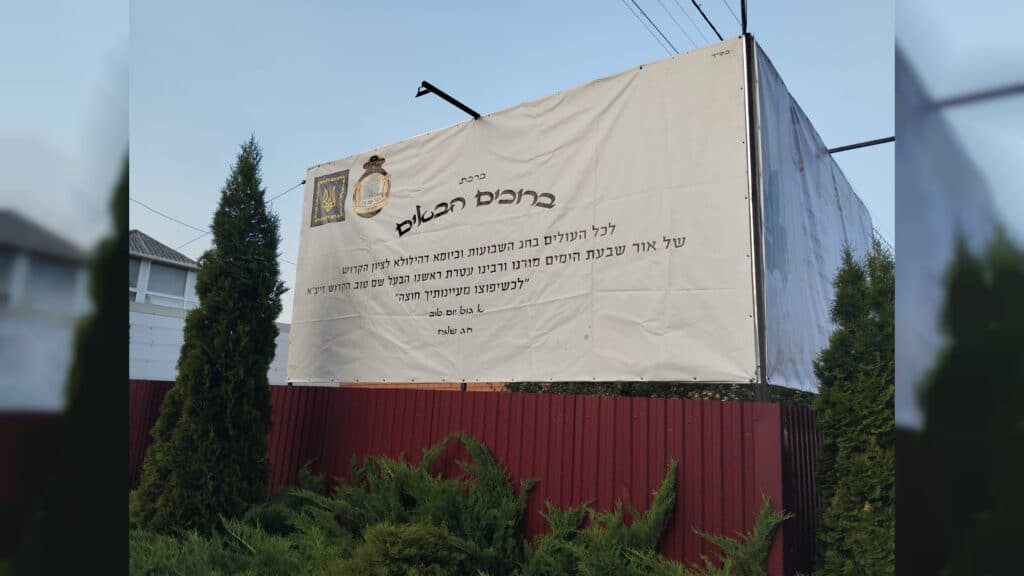 בס״ד
ברכת
ברוכים הבאים
לכל העולים בחג השבועות וביומא דהילולא לציון הקדוש
של אור שבעת הימים מורנו ורבינו עטרת ראשנו הבעל שם טוב הקדוש זיע״א
"לכשיפוצו מעיינותיך חוצה"
א גוט יום טוב
חג שמח